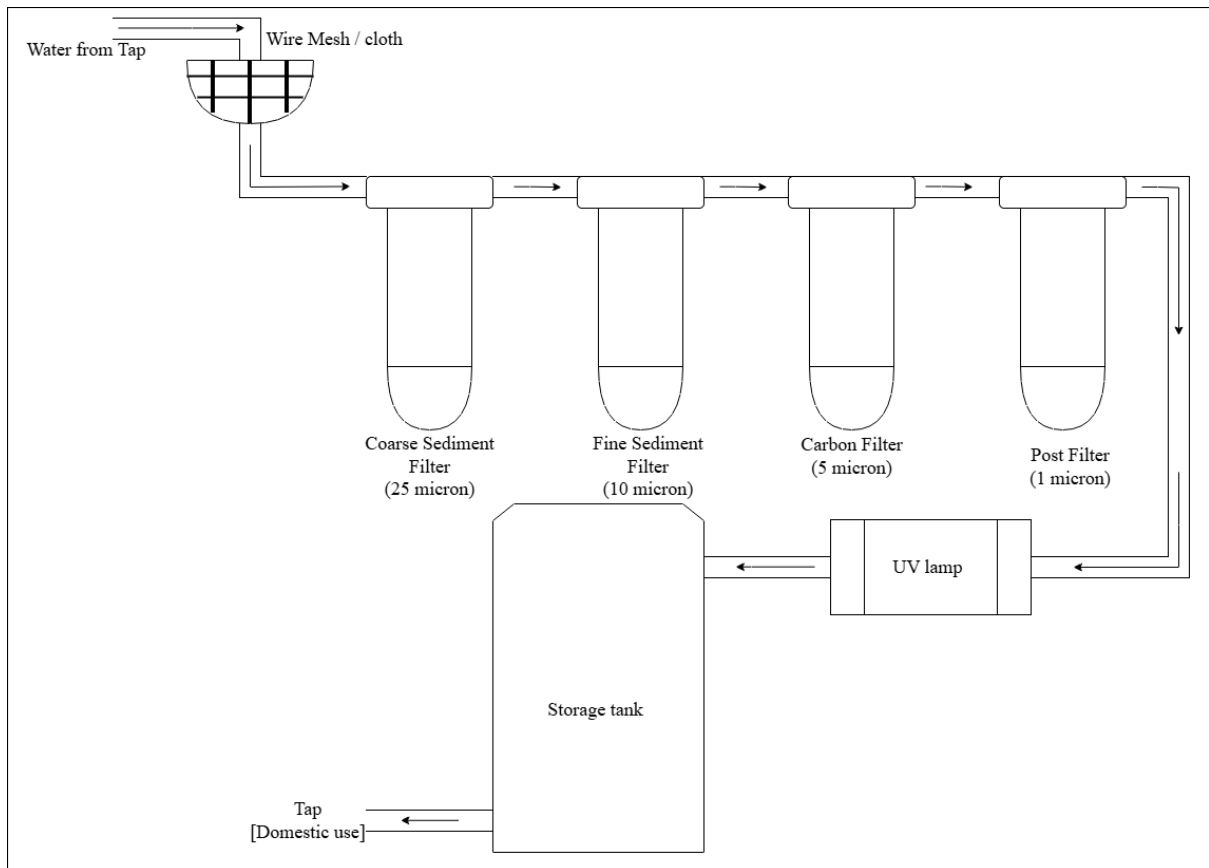 Water from Tap
Wire Mesh / cloth
Coarse Sediment
Filter
(25 micron)
Fine Sediment
Filter
(10 micron)
Carbon Filter
(5 micron)
Post Filter
(1 micron)
UV lamp
Storage tank
Tap
[Domestic use]